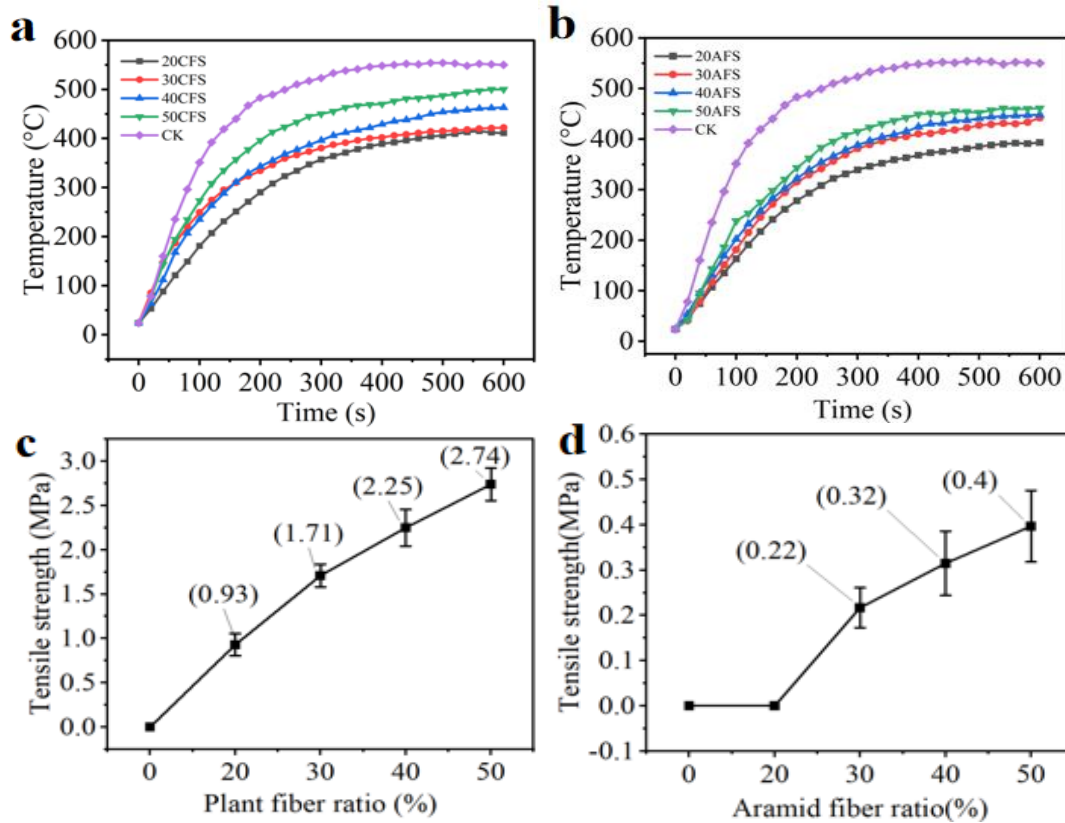 a
600
500
400
300
200
100
0
Temperature (°C)
20CFS
30CFS
40CFS
50CFS
CK
0 100 200 300 400 500 600
Time (s)
b
600
500
400
300
200
100
0
Temperature (°C)
20AFS
30AFS
40AFS
50AFS
CK
0 100 200 300 400 500 600
Time (s)
c
3.0
2.5
2.0
1.5
1.0
0.5
0.0
Tensile strength (MPa)
(2.74)
(2.25)
(1.71)
(0.93)
0 20 30 40 50
Plant fiber ratio (%)
d
0.6
0.5
0.4
0.3
0.2
0.1
0.0
-0.1
Tensile strength(MPa)
(0.4)
(0.32)
(0.22)
0 20 30 40 50
Aramid fiber ratio(%)